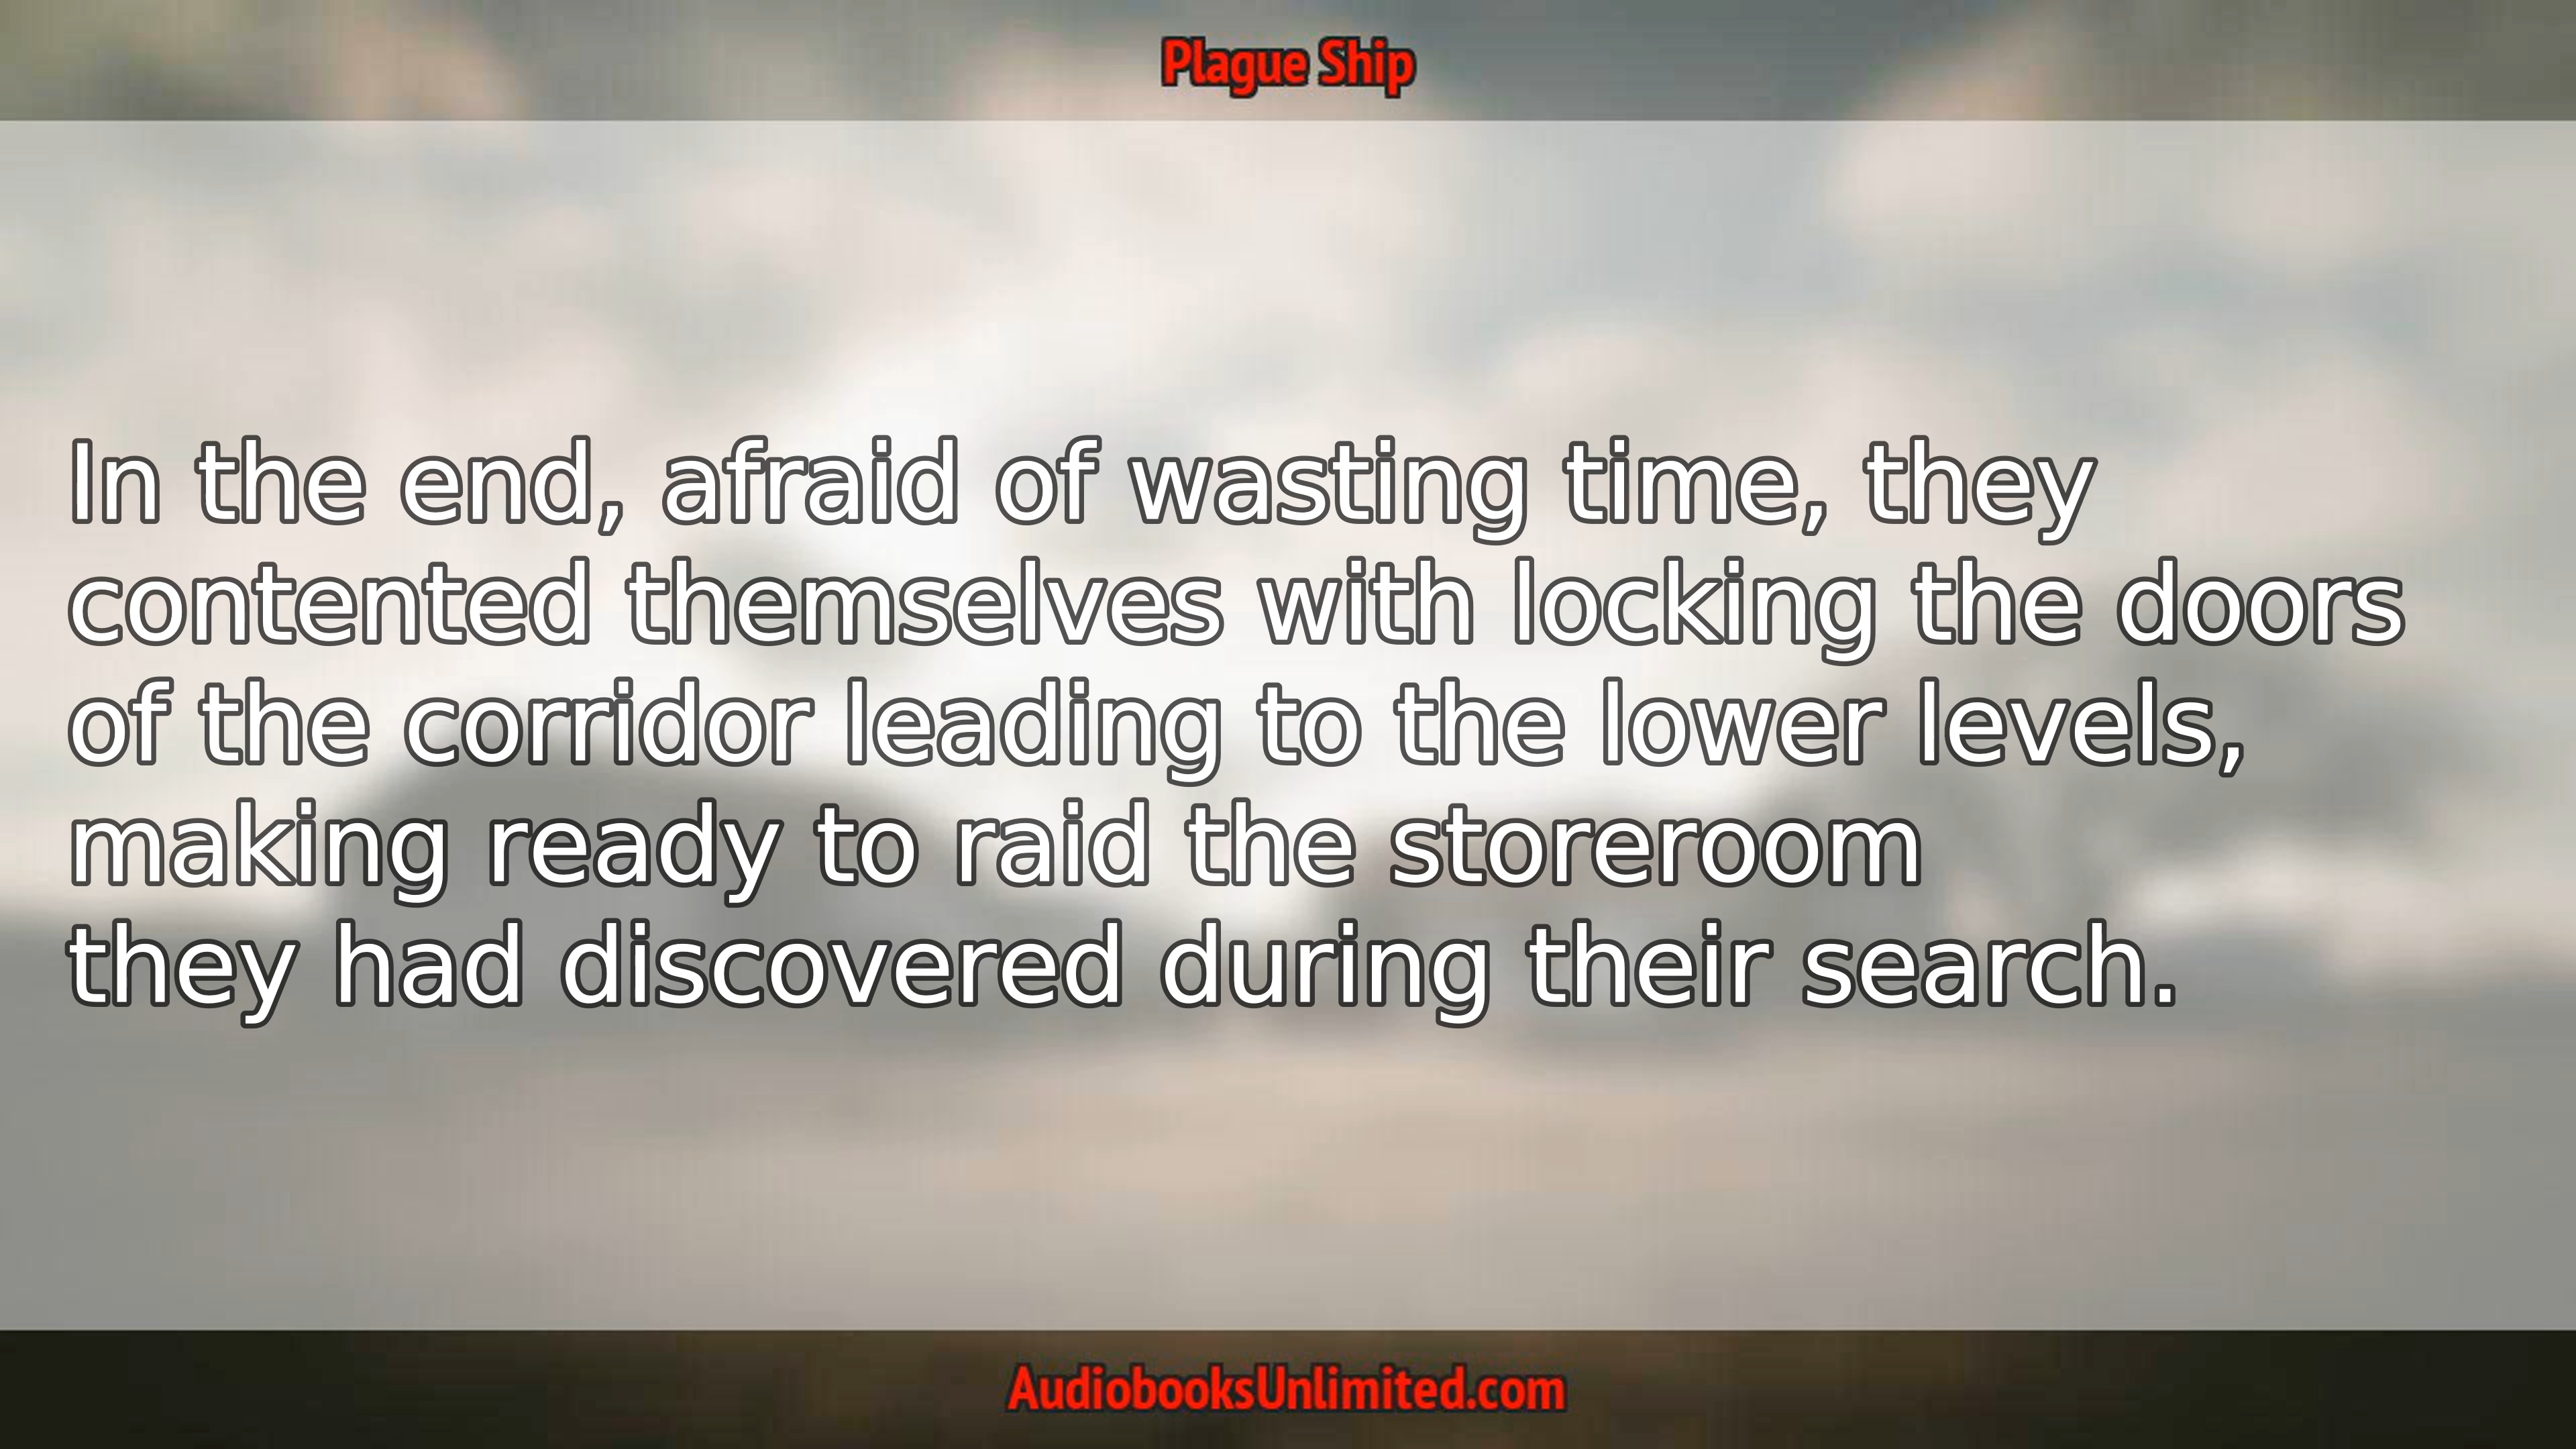 Plague Ship
In the end, afraid of wasting time, they
contented themselves with locking the doors
of the corridor leading to the lower levels,
making ready to raid the storeroom
they had discovered during their search.
AudiobooksUnlimited.com